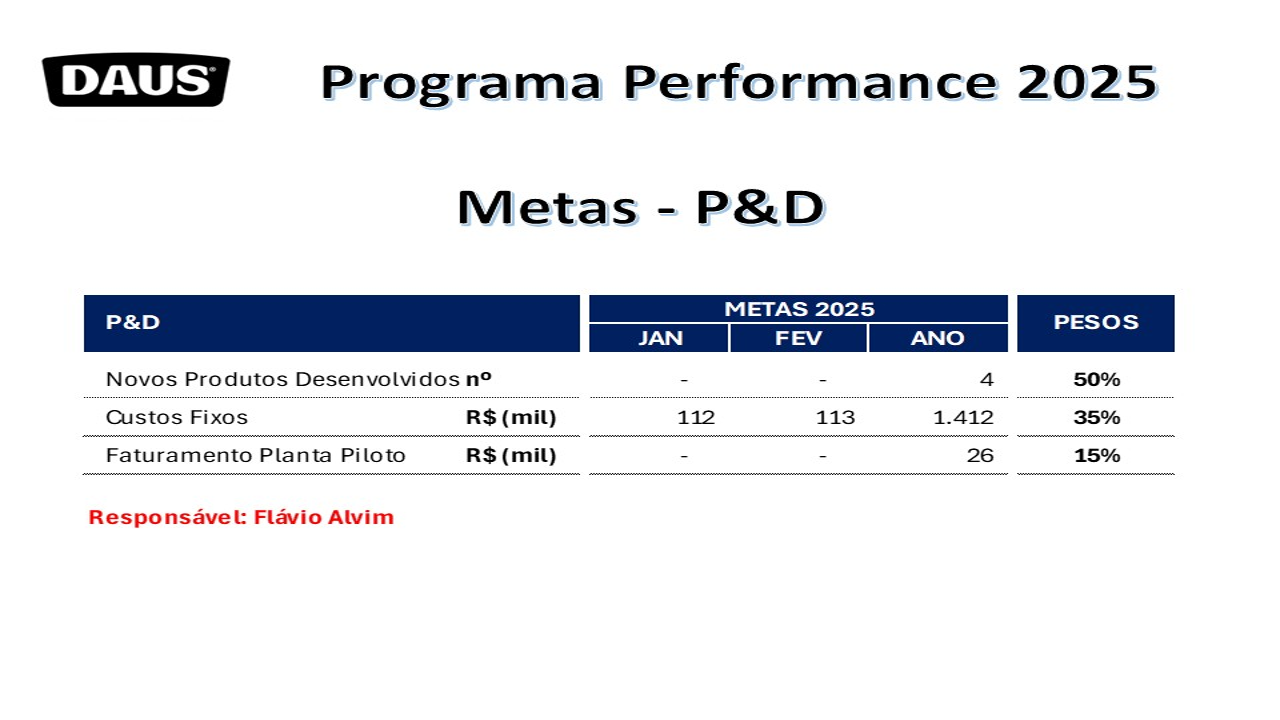 DAUS®
Programa Performance 2025
Metas - P&D
P&D METAS 2025 PESOS
JAN FEV ANO
Novos Produtos Desenvolvidos nº - - 4 50%
Custos Fixos R$ (mil) 112 113 1.412 35%
Faturamento Planta Piloto R$ (mil) - - 26 15%
Responsável: Flávio Alvim